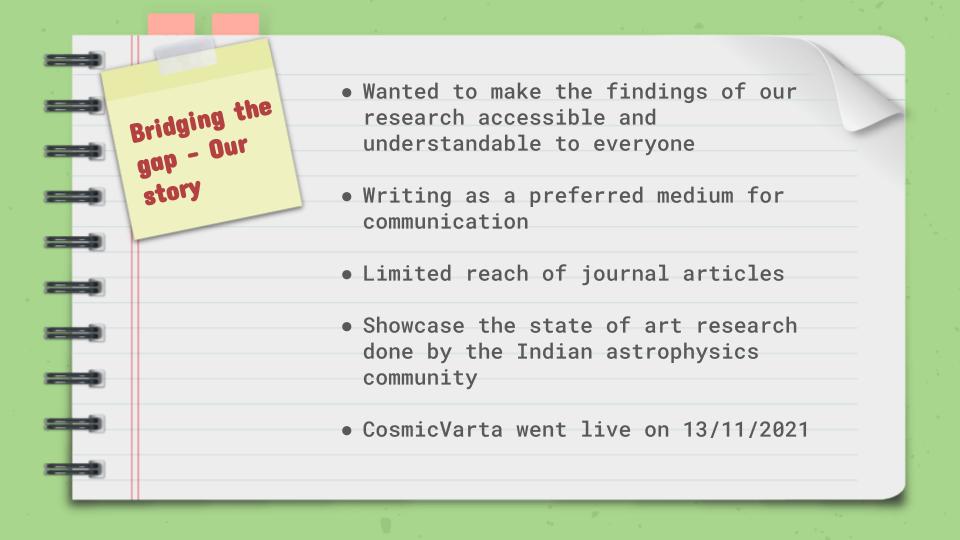 Bridging the
gap - Our
story
● Wanted to make the findings of our
research accessible and
understandable to everyone
● Writing as a preferred medium for
communication
● Limited reach of journal articles
● Showcase the state of art research
done by the Indian astrophysics
community
● CosmicVarta went live on 13/11/2021